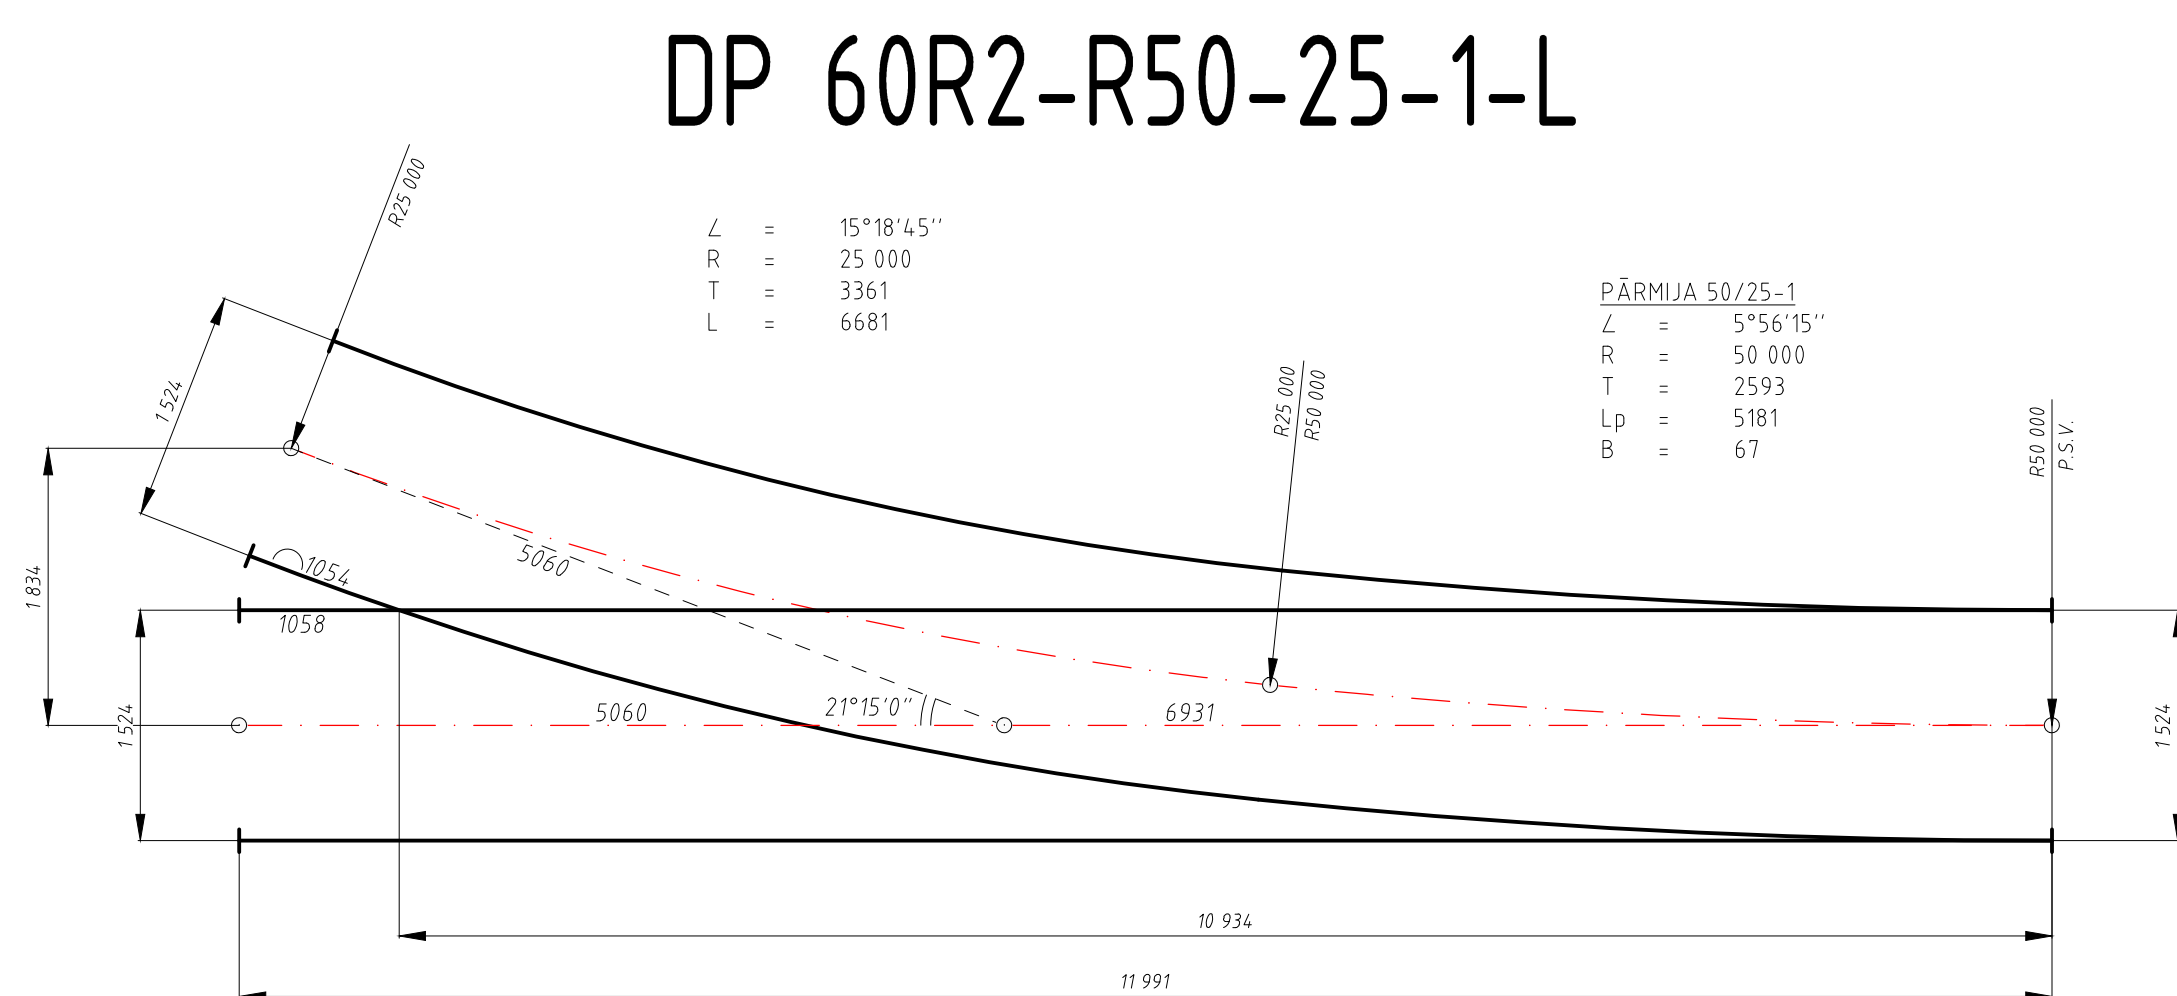 DP 60R2-R50-25-1-L
R25 000
∠ = 15°18'45''
R = 25 000
T = 3361
L = 6681
PĀRMIJA 50/25-1
∠ = 5°56'15''
R = 50 000
T = 2593
Lp = 5181
B = 67
R25 000
R50 000
R50 000
P.S.V.
1 524
1 834
1054
5060
1058
1 524
5060
21°15'0''
6931
1 524
10 934
11 991